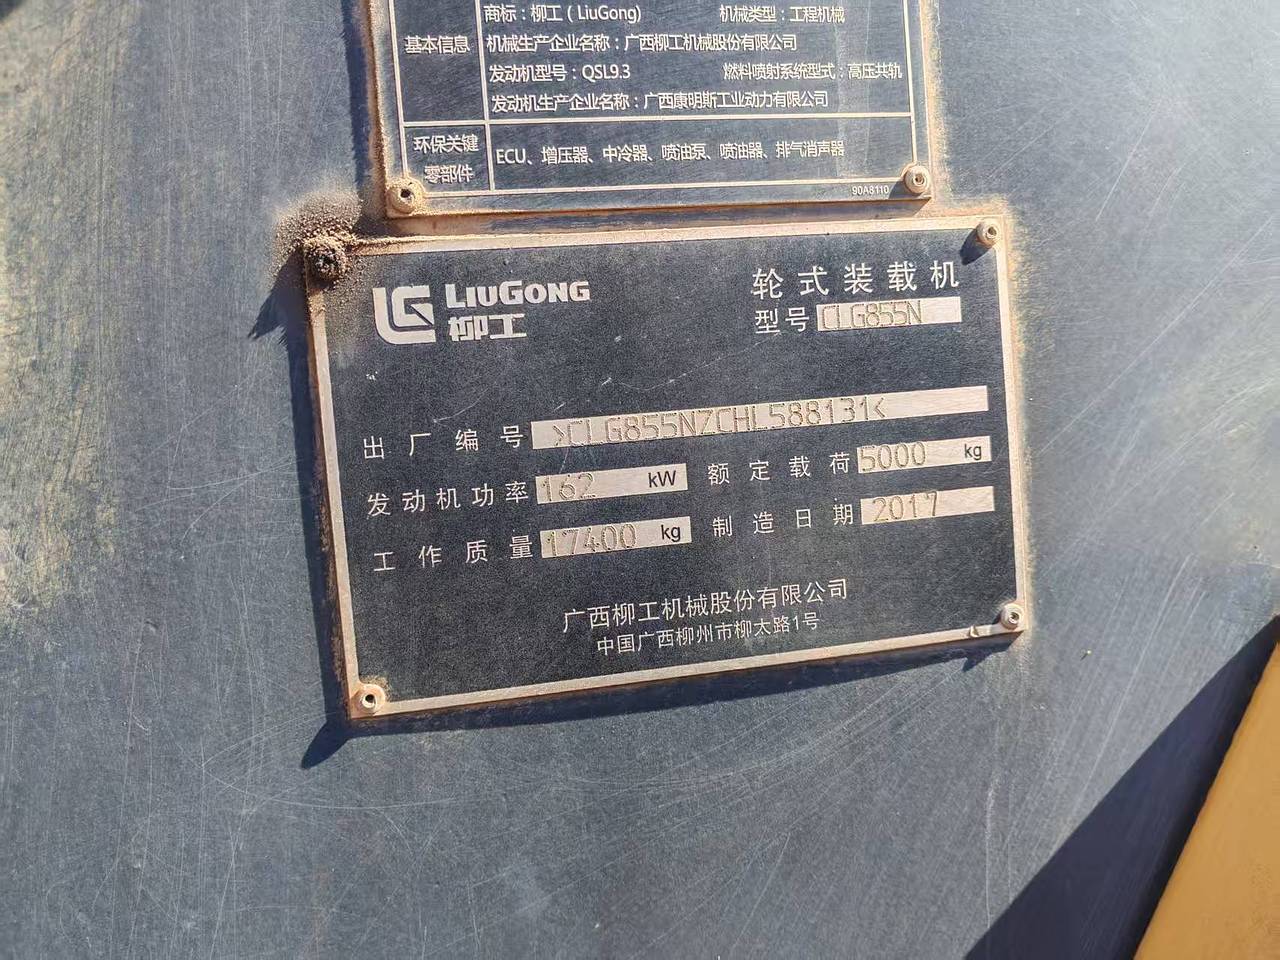 商标：柳工（LiuGong） 机械类型：工程机械
基本信息 机械生产企业名称：广西柳工机械股份有限公司
发动机型号：QSL9.3 燃料喷射系统型式：高压共轨
发动机生产企业名称：广西康明斯工业动力有限公司
环保关键 ECU、增压器、中冷器、喷油泵、喷油器、排气消声器
零部件
90A8110
LG LIUGONG
柳工
轮式装载机
型号 CLG855N
出厂编号 >CLG855NZCHL588131<
发动机功率 162 kW 额定载荷 5000 kg
工作质量 17400 kg 制造日期 2017
广西柳工机械股份有限公司
中国广西柳州市柳太路1号